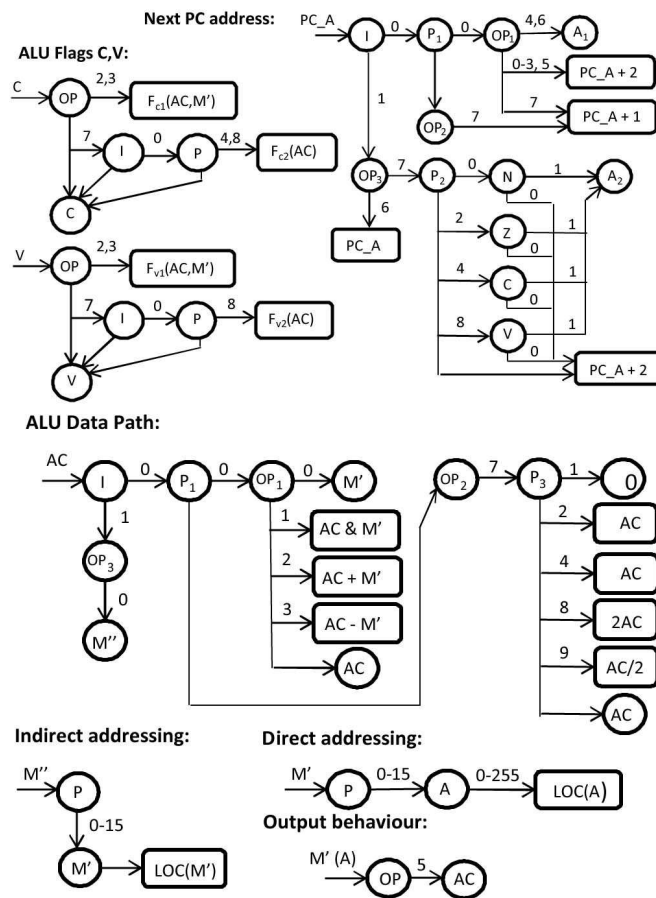 Next PC address:
PC_A I 0 P1 0 OP1 4,6 A1
0-3, 5 PC_A + 2
7 PC_A + 1
OP2 7
1
OP3 7 P2 0 N 1 A2
0
6
PC_A
2 Z 1
0
4 C 1
0
8 V 1
0
PC_A + 2
ALU Flags C,V:
C OP 2,3 Fc1(AC,M’)
7 I 0 P 4,8 Fc2(AC)
C
V OP 2,3 Fv1(AC,M’)
7 I 0 P 8 Fv2(AC)
V
ALU Data Path:
AC I 0 P1 0 OP1 0 M’
1 AC & M’
2 AC + M’
3 AC - M’
AC
1
OP3
0
M’’
OP2 7 P3 1 0
2 AC
4 AC
8 2AC
9 AC/2
AC
Indirect addressing:
M’’ P
0-15
M’ LOC(M’)
Direct addressing:
M’ P 0-15 A 0-255 LOC(A)
Output behaviour:
M’ (A) OP 5 AC